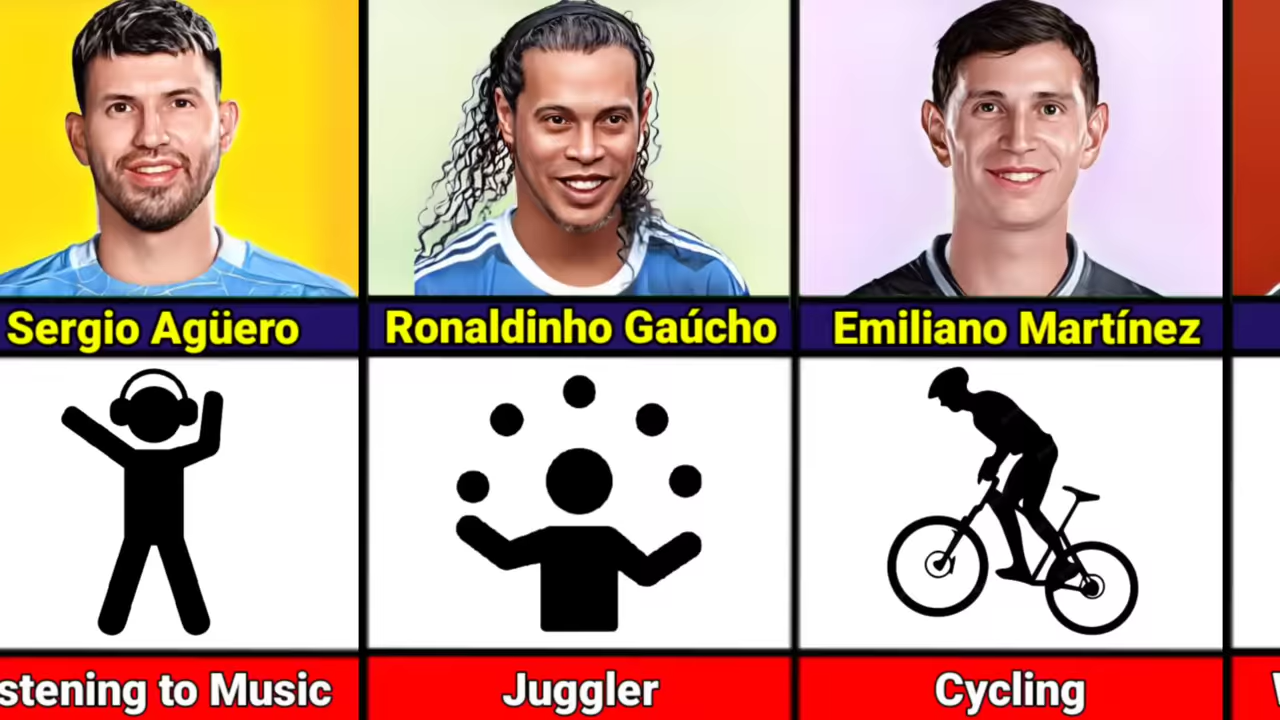 Sergio Agüero
Ronaldinho Gaúcho
Emiliano Martínez
stening to Music
Juggler
Cycling